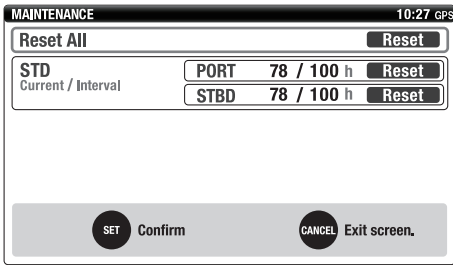 MAINTENANCE 10:27 GPS
Reset All Reset
STD PORT 78 / 100 h Reset
Current / Interval
STBD 78 / 100 h Reset
SET Confirm CANCEL Exit screen.